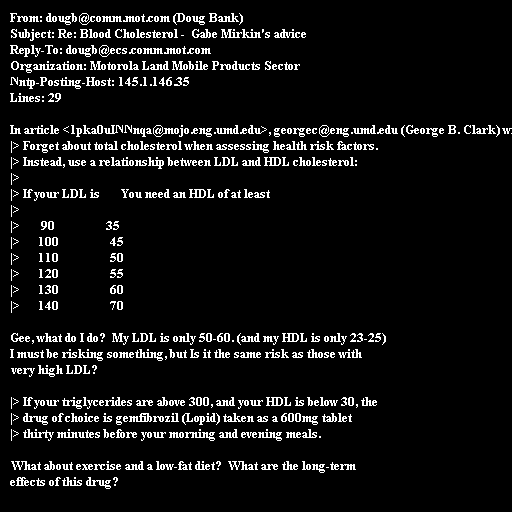 From: dougb@comm.mot.com (Doug Bank)
Subject: Re: Blood Cholesterol - Gabe Mirkin's advice
Reply-To: dougb@ecs.comm.mot.com
Organization: Motorola Land Mobile Products Sector
Nntp-Posting-Host: 145.1.146.35
Lines: 29

In article <1pka0uINNnqa@mojo.eng.umd.edu>, georgec@eng.umd.edu (George B. Clark) w
|> Forget about total cholesterol when assessing health risk factors.
|> Instead, use a relationship between LDL and HDL cholesterol:
|>
|> If your LDL is You need an HDL of at least
|>
|> 90 35
|> 100 45
|> 110 50
|> 120 55
|> 130 60
|> 140 70

Gee, what do I do? My LDL is only 50-60. (and my HDL is only 23-25)
I must be risking something, but Is it the same risk as those with
very high LDL?

|> If your triglycerides are above 300, and your HDL is below 30, the
|> drug of choice is gemfibrozil (Lopid) taken as a 600mg tablet
|> thirty minutes before your morning and evening meals.

What about exercise and a low-fat diet? What are the long-term
effects of this drug?